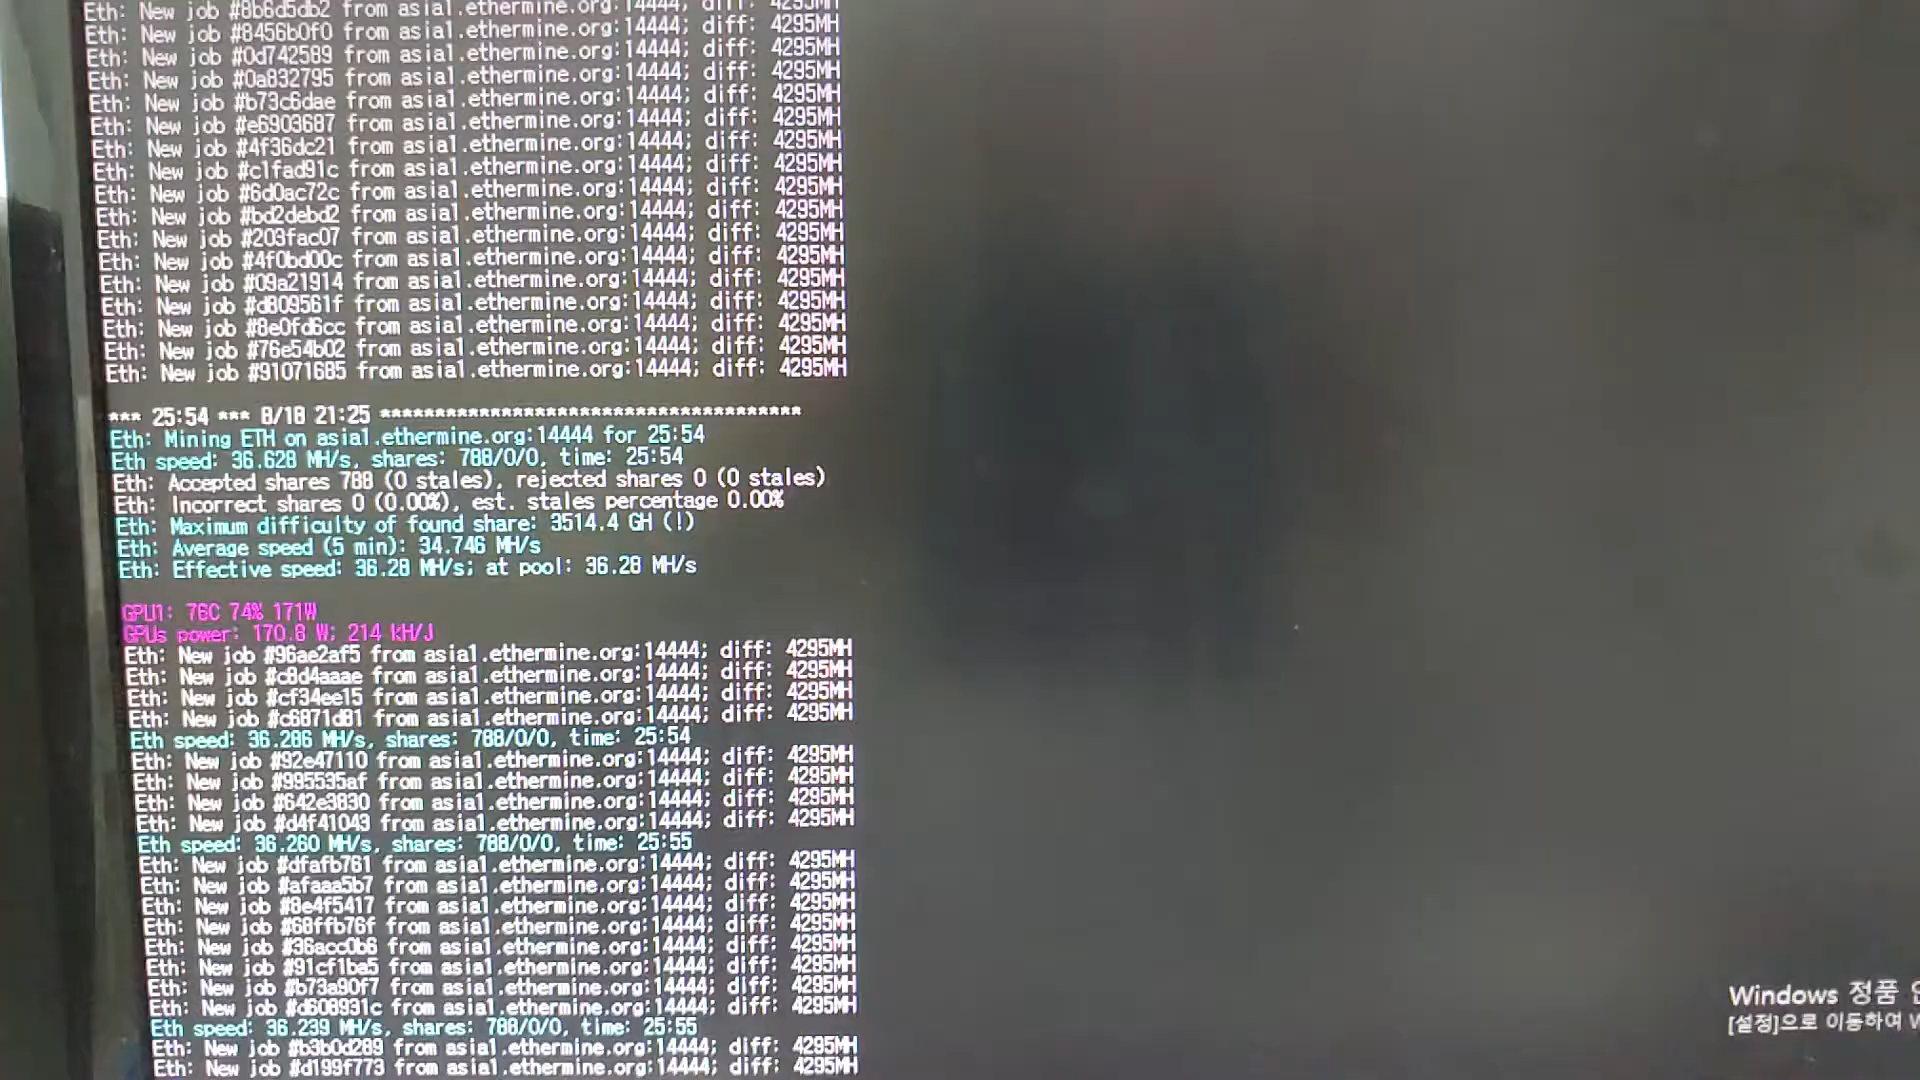 Eth: New job #8b6d5db2 from asia1.ethermine.org:14444; diff: 4295MH
Eth: New job #8456b0f0 from asia1.ethermine.org:14444; diff: 4295MH
Eth: New job #0d742589 from asia1.ethermine.org:14444; diff: 4295MH
Eth: New job #0a832795 from asia1.ethermine.org:14444; diff: 4295MH
Eth: New job #b73c6dae from asia1.ethermine.org:14444; diff: 4295MH
Eth: New job #e6903687 from asia1.ethermine.org:14444; diff: 4295MH
Eth: New job #4f36dc21 from asia1.ethermine.org:14444; diff: 4295MH
Eth: New job #c1fad91c from asia1.ethermine.org:14444; diff: 4295MH
Eth: New job #6d0ac72c from asia1.ethermine.org:14444; diff: 4295MH
Eth: New job #bd2debd2 from asia1.ethermine.org:14444; diff: 4295MH
Eth: New job #203fac07 from asia1.ethermine.org:14444; diff: 4295MH
Eth: New job #4f0bd00c from asia1.ethermine.org:14444; diff: 4295MH
Eth: New job #09a21914 from asia1.ethermine.org:14444; diff: 4295MH
Eth: New job #d809561f from asia1.ethermine.org:14444; diff: 4295MH
Eth: New job #8e0fd6cc from asia1.ethermine.org:14444; diff: 4295MH
Eth: New job #76e54b02 from asia1.ethermine.org:14444; diff: 4295MH
Eth: New job #91071685 from asia1.ethermine.org:14444; diff: 4295MH
*** 25:54 *** 8/18 21:25 **************************************
Eth: Mining ETH on asia1.ethermine.org:14444 for 25:54
Eth speed: 36.628 MH/s, shares: 788/0/0, time: 25:54
Eth: Accepted shares 788 (0 stales), rejected shares 0 (0 stales)
Eth: Incorrect shares 0 (0.00%), est. stales percentage 0.00%
Eth: Maximum difficulty of found share: 3514.4 GH (!)
Eth: Average speed (5 min): 34.746 MH/s
Eth: Effective speed: 36.28 MH/s; at pool: 36.28 MH/s
GPU1: 76C 74% 171W
GPUs power: 170.8 W; 214 kH/J
Eth: New job #96ae2af5 from asia1.ethermine.org:14444; diff: 4295MH
Eth: New job #c8d4aaae from asia1.ethermine.org:14444; diff: 4295MH
Eth: New job #cf34ee15 from asia1.ethermine.org:14444; diff: 4295MH
Eth: New job #c6871d81 from asia1.ethermine.org:14444; diff: 4295MH
Eth speed: 36.286 MH/s, shares: 788/0/0, time: 25:54
Eth: New job #92e47110 from asia1.ethermine.org:14444; diff: 4295MH
Eth: New job #995535af from asia1.ethermine.org:14444; diff: 4295MH
Eth: New job #642e3830 from asia1.ethermine.org:14444; diff: 4295MH
Eth: New job #d4f41043 from asia1.ethermine.org:14444; diff: 4295MH
Eth speed: 36.260 MH/s, shares: 788/0/0, time: 25:55
Eth: New job #dfafb761 from asia1.ethermine.org:14444; diff: 4295MH
Eth: New job #afaaa5b7 from asia1.ethermine.org:14444; diff: 4295MH
Eth: New job #8e4f5417 from asia1.ethermine.org:14444; diff: 4295MH
Eth: New job #68ffb76f from asia1.ethermine.org:14444; diff: 4295MH
Eth: New job #36acc0b6 from asia1.ethermine.org:14444; diff: 4295MH
Eth: New job #91cf1ba5 from asia1.ethermine.org:14444; diff: 4295MH
Eth: New job #b73a90f7 from asia1.ethermine.org:14444; diff: 4295MH
Eth: New job #d608931c from asia1.ethermine.org:14444; diff: 4295MH
Eth speed: 36.239 MH/s, shares: 788/0/0, time: 25:55
Eth: New job #b3b0d289 from asia1.ethermine.org:14444; diff: 4295MH
Eth: New job #d199f773 from asia1.ethermine.org:14444; diff: 4295MH
Windows 정품
[설정]으로 이동하여